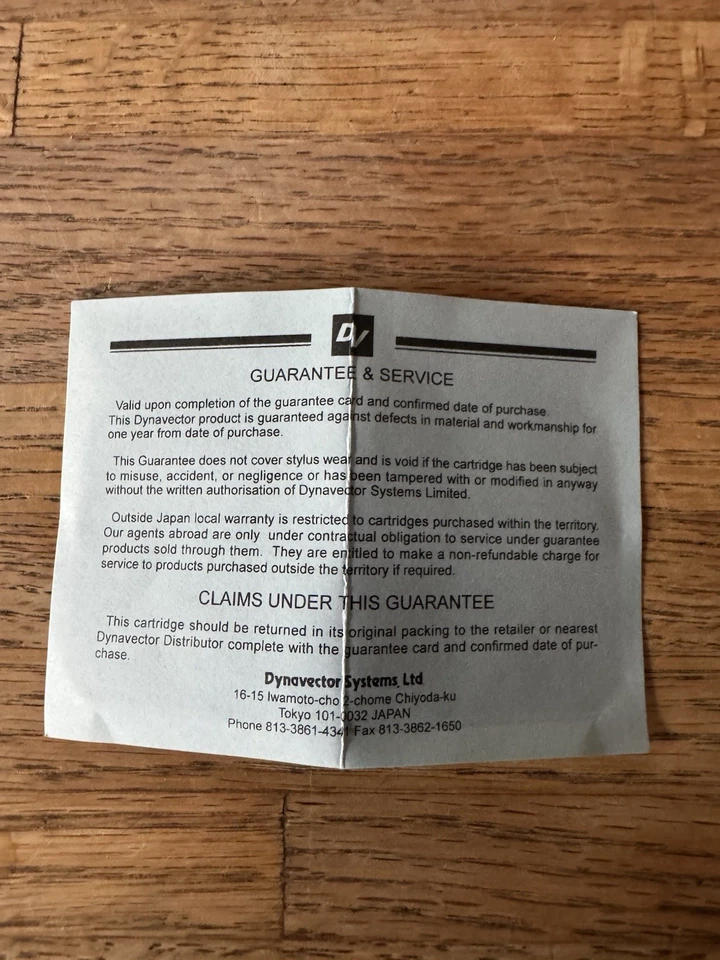 DV
GUARANTEE & SERVICE
Valid upon completion of the guarantee card and confirmed date of purchase.
This Dynavector product is guaranteed against defects in material and workmanship for
one year from date of purchase.
This Guarantee does not cover stylus wear and is void if the cartridge has been subject
to misuse, accident, or negligence or has been tampered with or modified in anyway
without the written authorisation of Dynavector Systems Limited.
Outside Japan local warranty is restricted to cartridges purchased within the territory.
Our agents abroad are only under contractual obligation to service under guarantee
products sold through them. They are entitled to make a non-refundable charge for
service to products purchased outside the territory if required.
CLAIMS UNDER THIS GUARANTEE
This cartridge should be returned in its original packing to the retailer or nearest
Dynavector Distributor complete with the guarantee card and confirmed date of pur-
chase.
Dynavector Systems, Ltd
16-15 Iwamoto-cho 2-chome Chiyoda-ku
Tokyo 101-0032 JAPAN
Phone 813-3861-4341 Fax 813-3862-1650